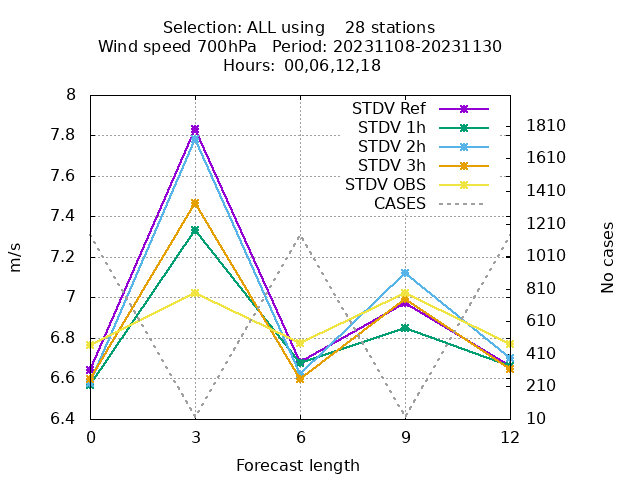 Selection: ALL using    28 stations
Wind speed 700hPa   Period: 20231108-20231130
Hours: 00,06,12,18
8
7.8
7.6
7.4
7.2
7
6.8
6.6
6.4
m/s
STDV Ref
STDV 1h
STDV 2h
STDV 3h
STDV OBS
CASES
1810
1610
1410
1210
1010
810
610
410
210
10
No cases
0
3
6
9
12
Forecast length